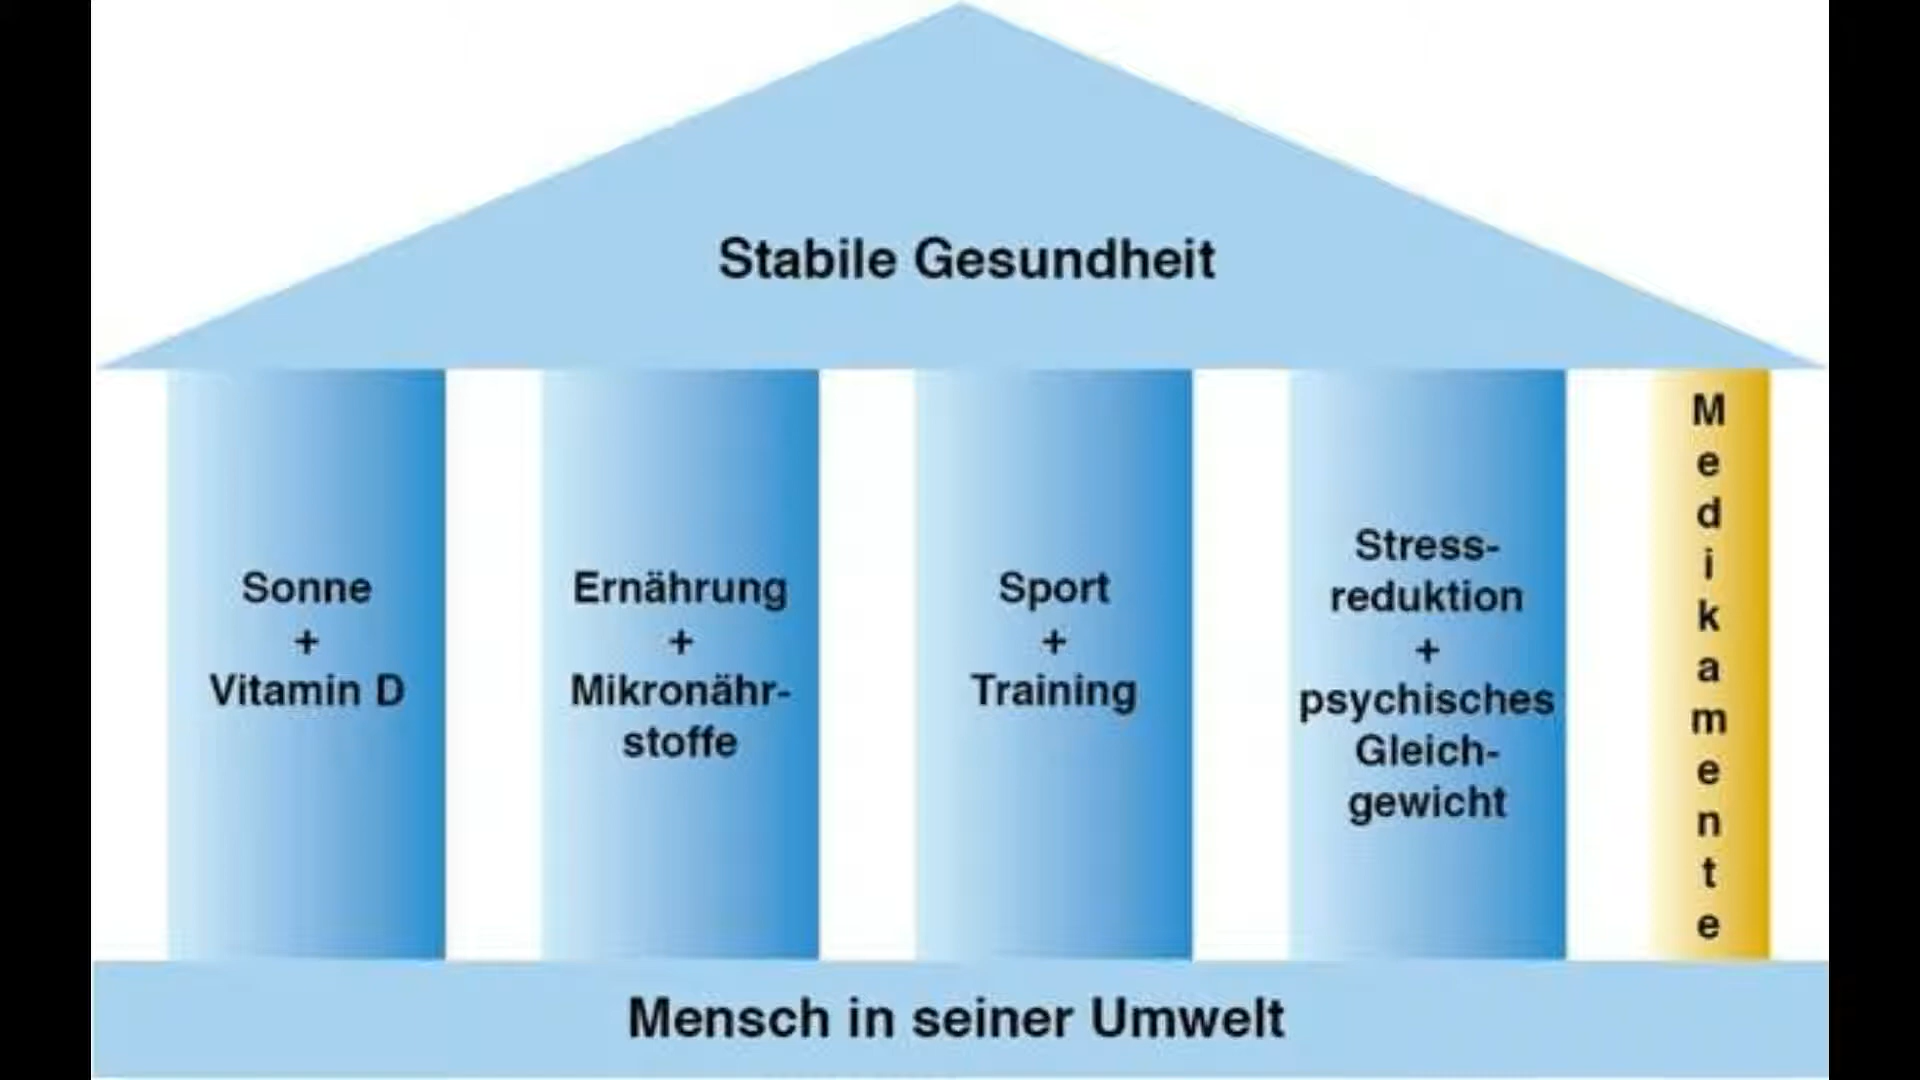 Stabile Gesundheit
Sonne
+
Vitamin D
Ernährung
+
Mikronähr-
stoffe
Sport
+
Training
Stress-
reduktion
+
psychisches
Gleich-
gewicht
M
e
d
i
k
a
m
e
n
t
e
Mensch in seiner Umwelt